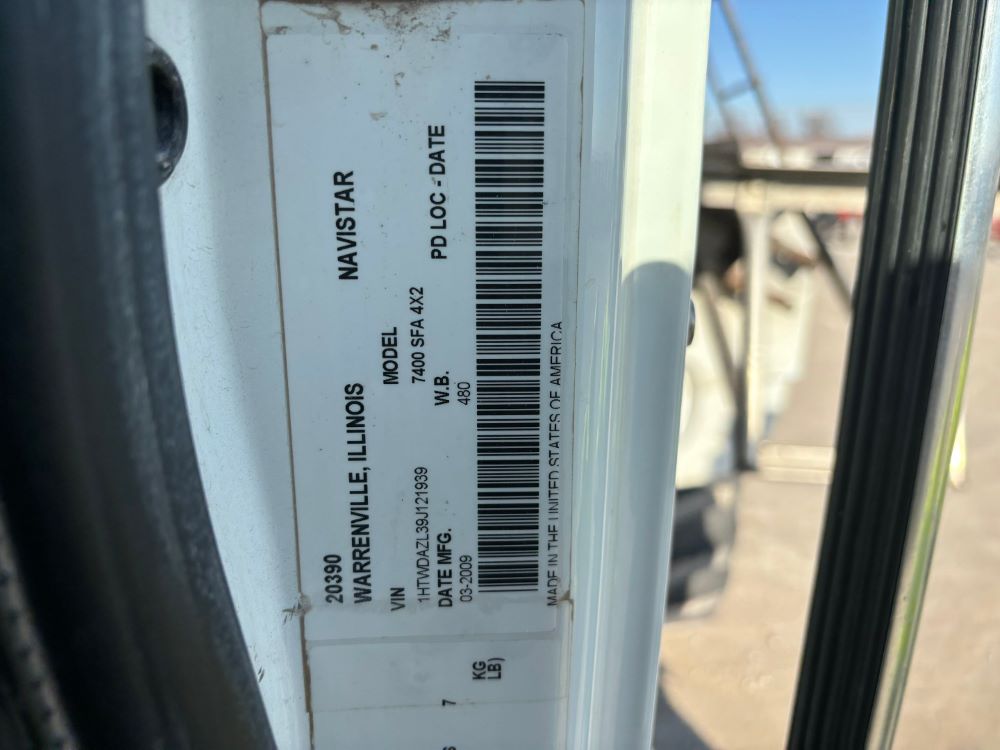 20390 NAVISTAR
WARRENVILLE, ILLINOIS
VIN MODEL
1HTWDAZL39J121939 7400 SFA 4X2
DATE MFG. W.B. PD LOC - DATE
03-2009 480
MADE IN THE UNITED STATES OF AMERICA
7
KG
LB)